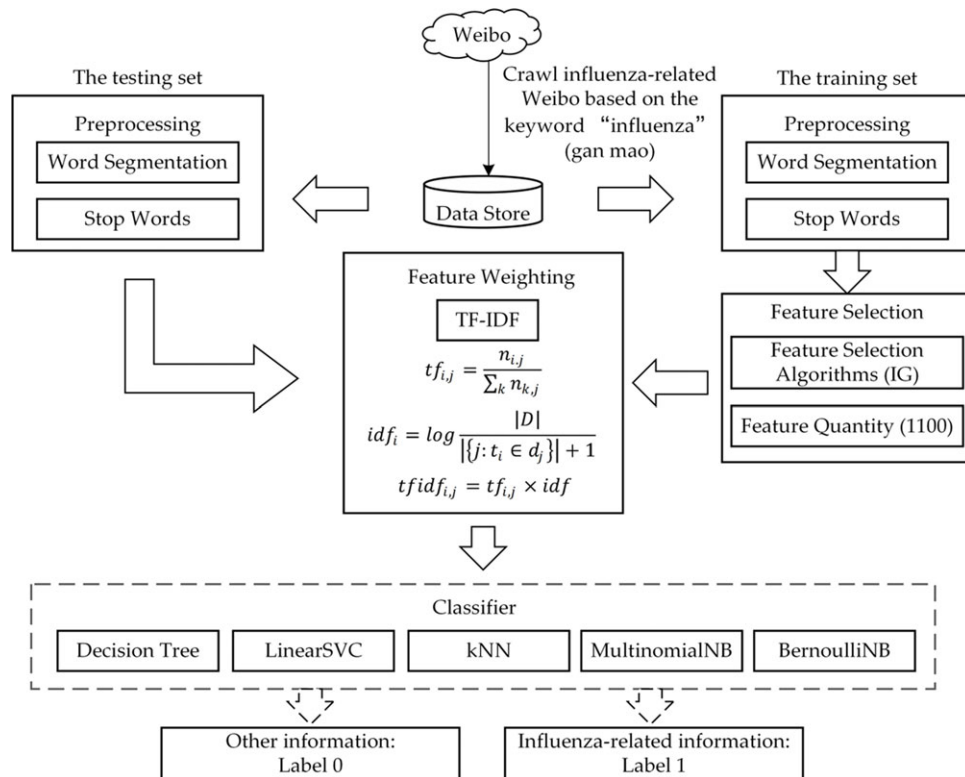 Weibo
Crawl influenza-related
Weibo based on the
keyword “influenza”
(gan mao)
Data Store
The testing set
Preprocessing
Word Segmentation
Stop Words
The training set
Preprocessing
Word Segmentation
Stop Words
Feature Selection
Feature Selection
Algorithms (IG)
Feature Quantity (1100)
Feature Weighting
TF-IDF
tf_{i,j} = \frac{n_{i.j}}{\sum_k n_{k,j}}
idf_i = log \frac{|D|}{|\{j: t_i ∈ d_j\}| + 1}
tfidf_{i,j} = tf_{i,j} × idf
Classifier
Decision Tree
LinearSVC
kNN
MultinomialNB
BernoulliNB
Other information:
Label 0
Influenza-related information:
Label 1